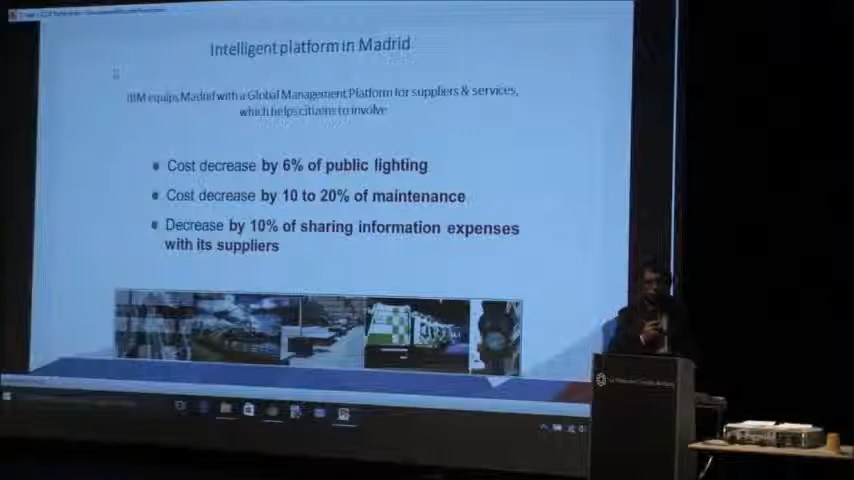 Intelligent platform in Madrid
IBM equips Madrid with a Global Management Platform for suppliers & services,
which helps citizens to involve
Cost decrease by 6% of public lighting
Cost decrease by 10 to 20% of maintenance
Decrease by 10% of sharing information expenses
with its suppliers